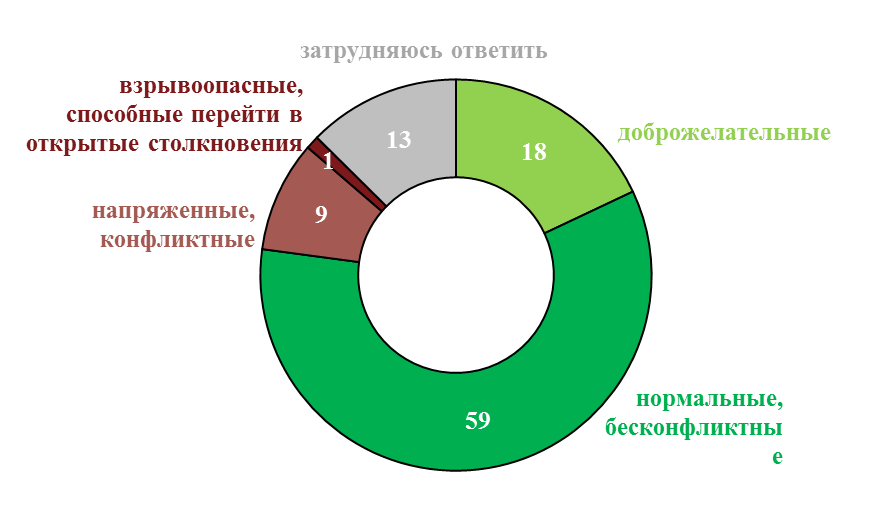 затрудняюсь ответить
взрывоопасные,
способные перейти в
открытые столкновения
13
18
доброжелательные
1
напряженные,
конфликтные
9
нормальные,
бесконфликтны
е
59